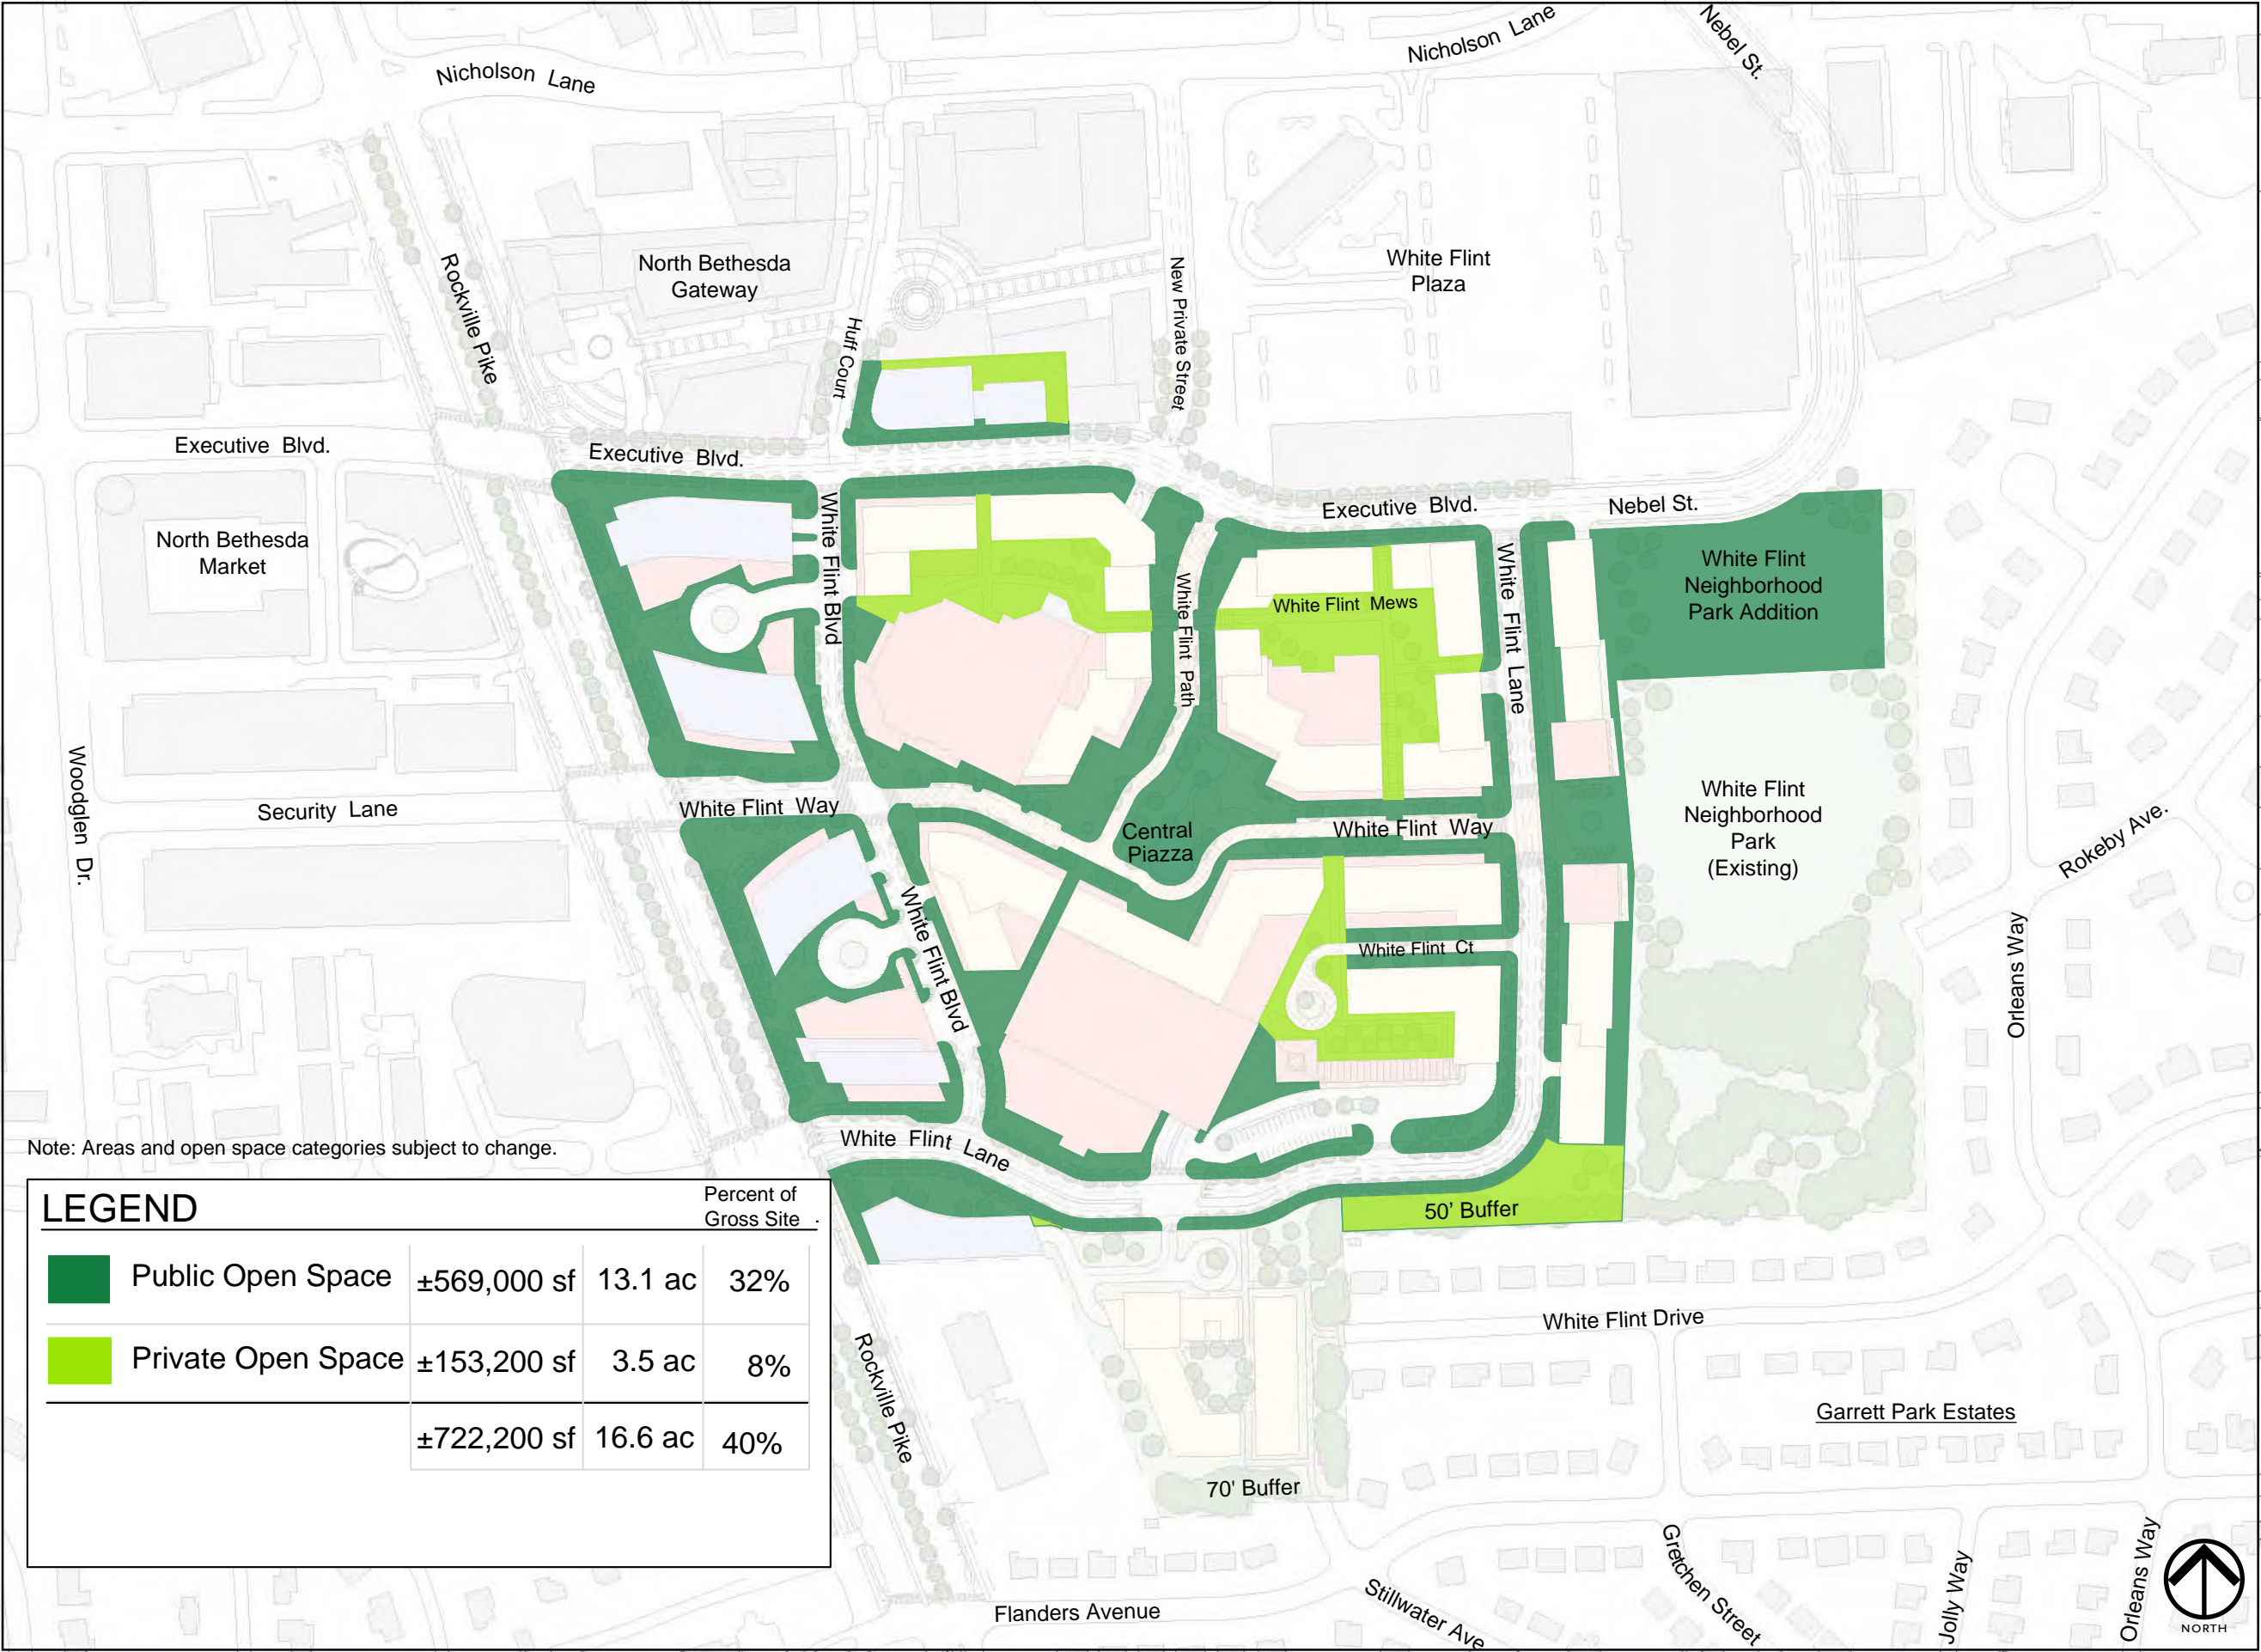 Nicholson Lane
Nicholson Lane
Nebel St.
Rockville Pike
North Bethesda
Gateway
Huff Court
New Private Street
White Flint
Plaza
Executive Blvd.
Executive Blvd.
Executive Blvd.
Nebel St.
North Bethesda
Market
White Flint Blvd
White Flint Path
White Flint Mews
White Flint Lane
White Flint
Neighborhood
Park Addition
Woodglen Dr.
Security Lane
White Flint Way
Central
Piazza
White Flint Way
White Flint
Neighborhood
Park
(Existing)
Rokeby Ave.
Orleans Way
White Flint Blvd
White Flint Ct
White Flint Lane
50' Buffer
Note: Areas and open space categories subject to change.
LEGEND
Percent of
Gross Site .
Public Open Space ±569,000 sf 13.1 ac 32%
Private Open Space ±153,200 sf 3.5 ac 8%
±722,200 sf 16.6 ac 40%
Rockville Pike
White Flint Drive
Garrett Park Estates
70' Buffer
Flanders Avenue
Stillwater Ave
Gretchen Street
Jolly Way
Orleans Way
NORTH